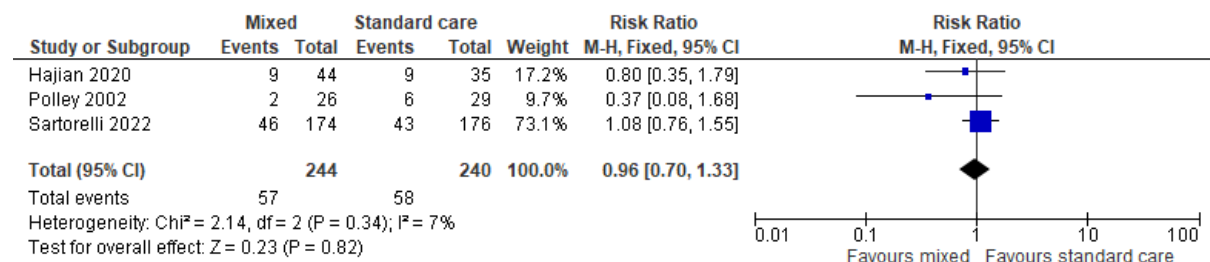 Mixed Standard care Risk Ratio Risk Ratio
Study or Subgroup Events Total Events Total Weight M-H, Fixed, 95% CI M-H, Fixed, 95% CI
Hajian 2020 9 44 9 35 17.2% 0.80 [0.35, 1.79]
Polley 2002 2 26 6 29 9.7% 0.37 [0.08, 1.68]
Sartorelli 2022 46 174 43 176 73.1% 1.08 [0.76, 1.55]
Total (95% CI) 244 240 100.0% 0.96 [0.70, 1.33]
Total events 57 58
Heterogeneity: Chi² = 2.14, df = 2 (P = 0.34); I² = 7%
Test for overall effect: Z = 0.23 (P = 0.82)
0.01 0.1 1 10 100
Favours mixed Favours standard care